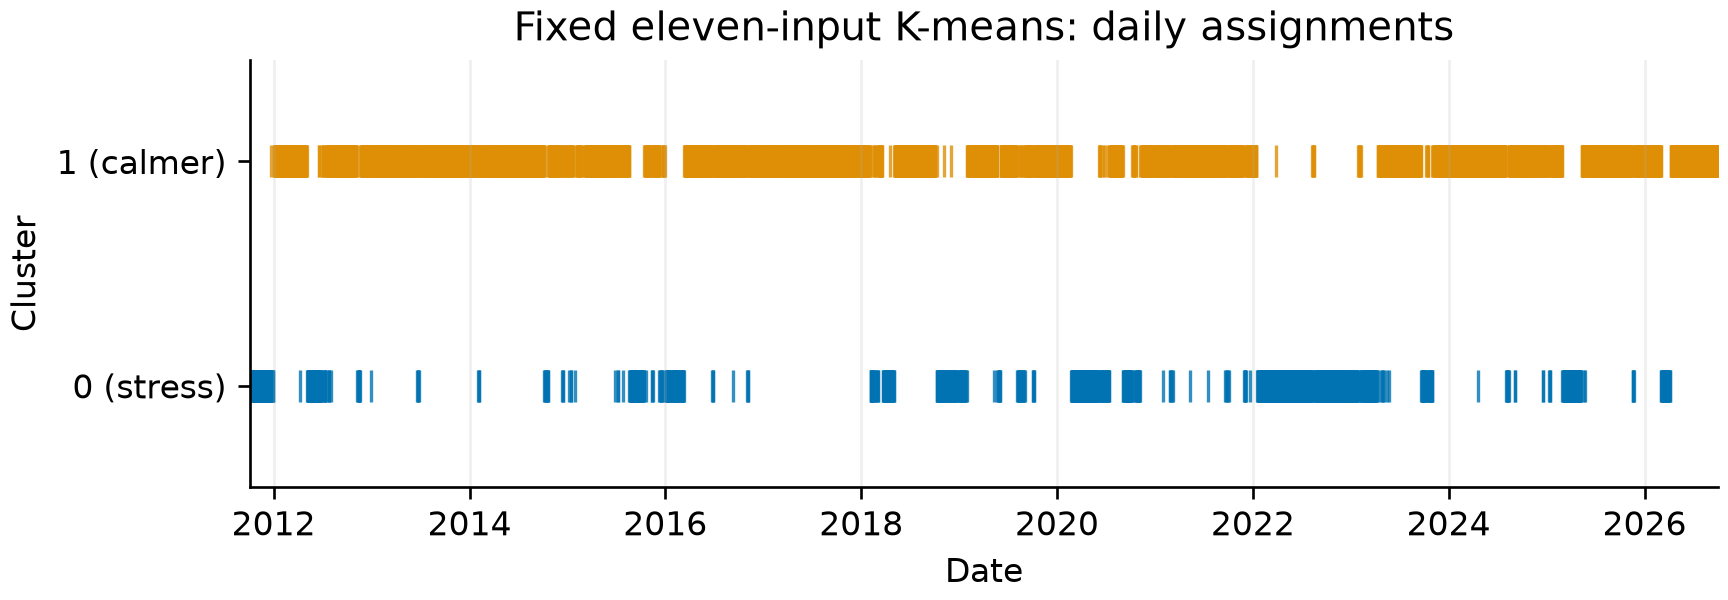 Fixed eleven-input K-means: daily assignments
1 (calmer)
Cluster
0 (stress)
2012 2014 2016 2018 2020 2022 2024 2026
Date